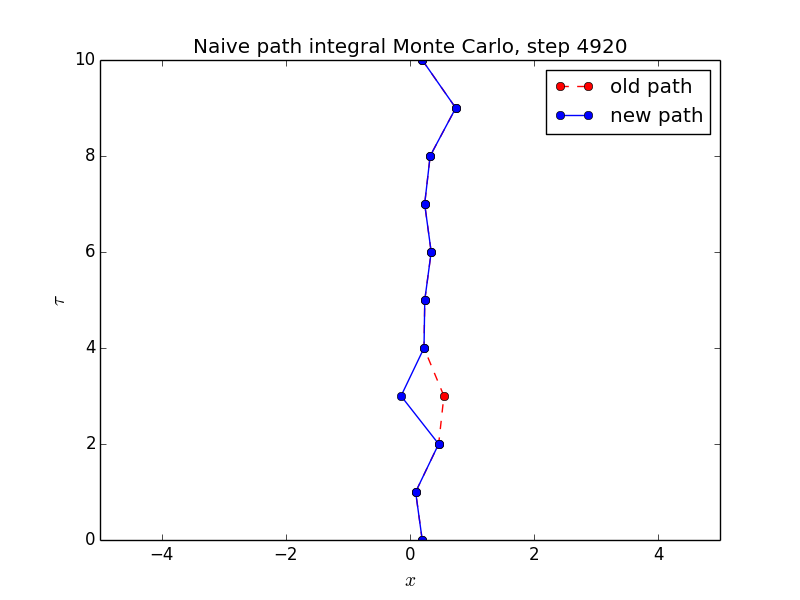 Naive path integral Monte Carlo, step 4920
old path
new path
10
8
6
4
2
0
τ
−4
−2
0
2
4
x